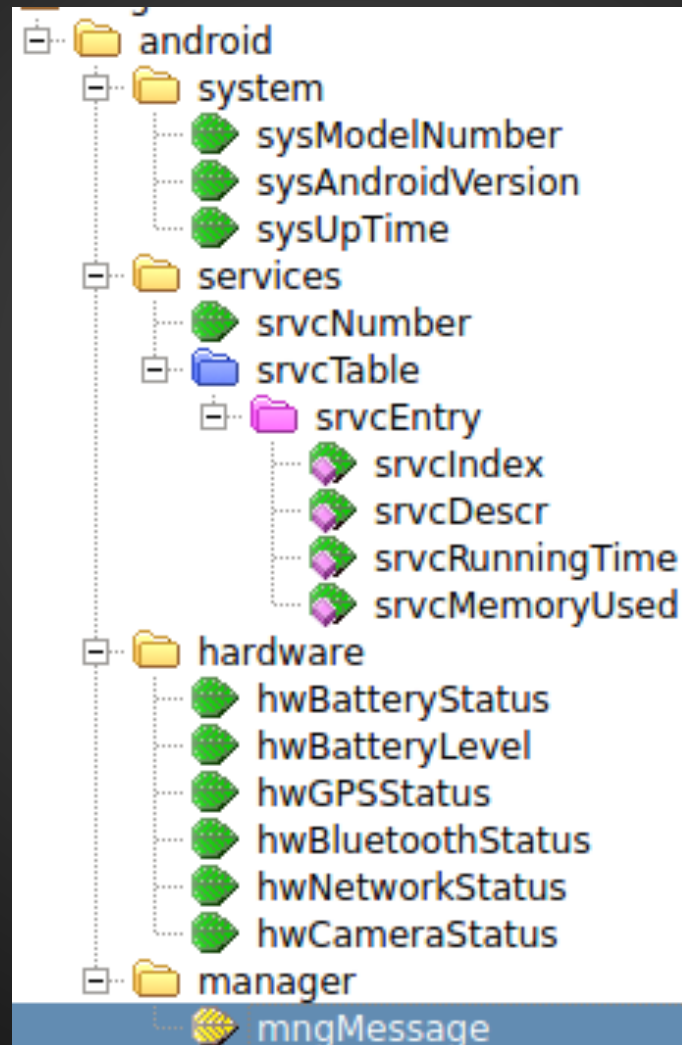 android
system
sysModelNumber
sysAndroidVersion
sysUpTime
services
srvcNumber
srvcTable
srvcEntry
srvcIndex
srvcDescr
srvcRunningTime
srvcMemoryUsed
hardware
hwBatteryStatus
hwBatteryLevel
hwGPSStatus
hwBluetoothStatus
hwNetworkStatus
hwCameraStatus
manager
mngMessage